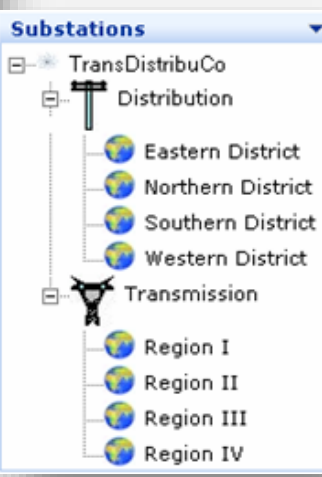 Substations
TransDistribuCo
Distribution
Eastern District
Northern District
Southern District
Western District
Transmission
Region I
Region II
Region III
Region IV